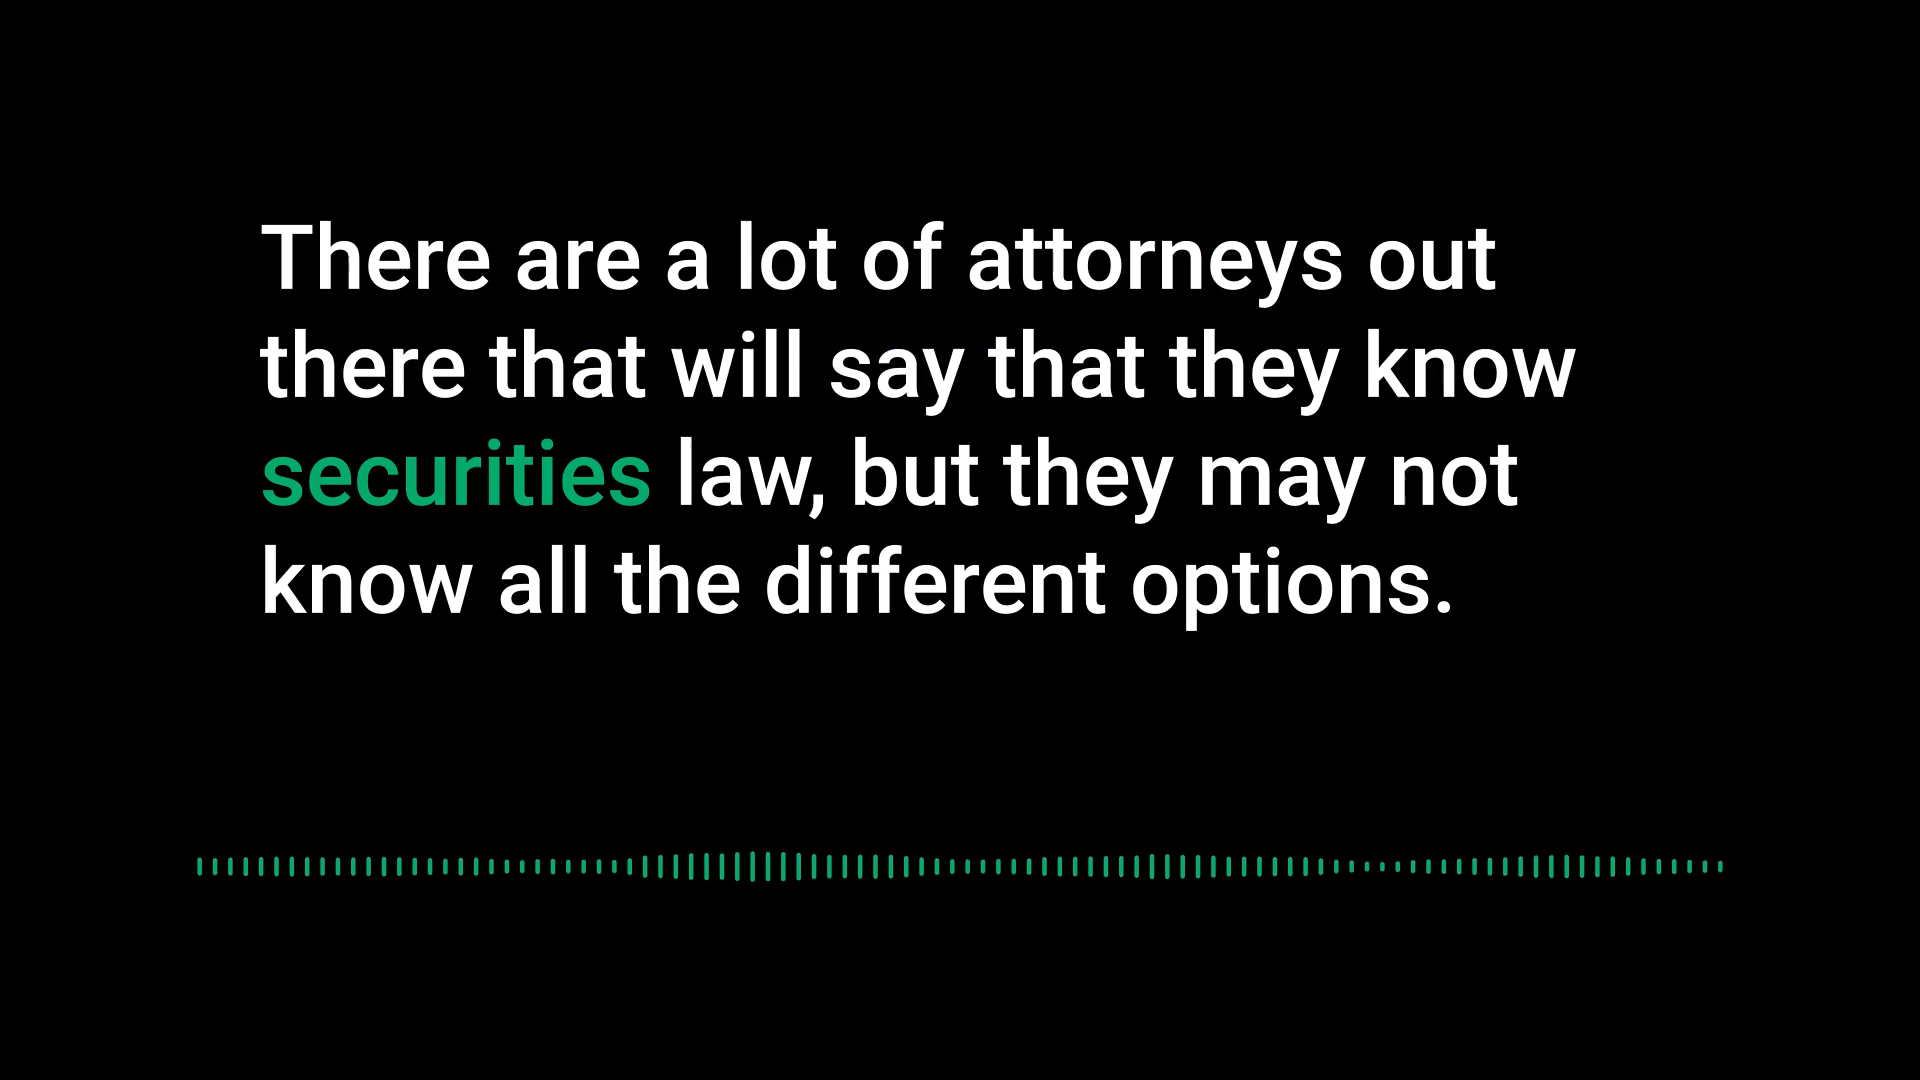 There are a lot of attorneys out
there that will say that they know
securities law, but they may not
know all the different options.